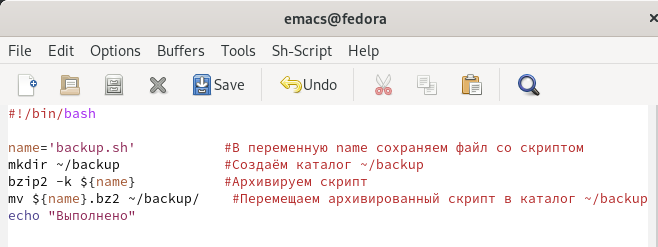 emacs@fedora
File Edit Options Buffers Tools Sh-Script Help
Save Undo
#!/bin/bash
name='backup.sh' #В переменную name сохраняем файл со скриптом
mkdir ~/backup #Создаём каталог ~/backup
bzip2 -k ${name} #Архивируем скрипт
mv ${name}.bz2 ~/backup/ #Перемещаем архивированный скрипт в каталог ~/backup
echo "Выполнено"